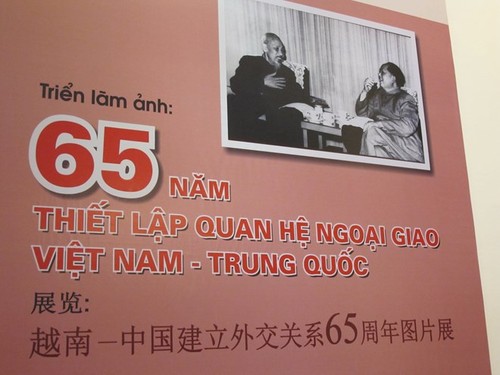 Triển lãm ảnh:
65 NĂM
THIẾT LẬP QUAN HỆ NGOẠI GIAO
VIỆT NAM - TRUNG QUỐC
展览:
越南－中国建立外交关系65周年图片展